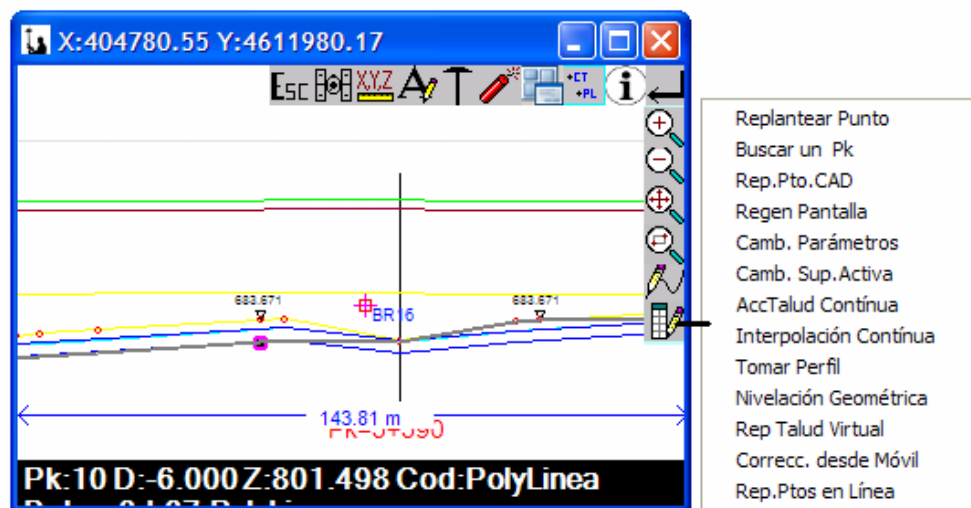 X:404780.55 Y:4611980.17
Esc X,Y,Z A T +CT +PL i
683.671 683.671
BR16
143.81 m
Pk:10 D:-6.000 Z:801.498 Cod:PolyLinea
Replantear Punto
Buscar un Pk
Rep.Pto.CAD
Regen Pantalla
Camb. Parámetros
Camb. Sup.Activa
AccTalud Contínua
Interpolación Contínua
Tomar Perfil
Nivelación Geométrica
Rep Talud Virtual
Correcc. desde Móvil
Rep.Ptos en Línea